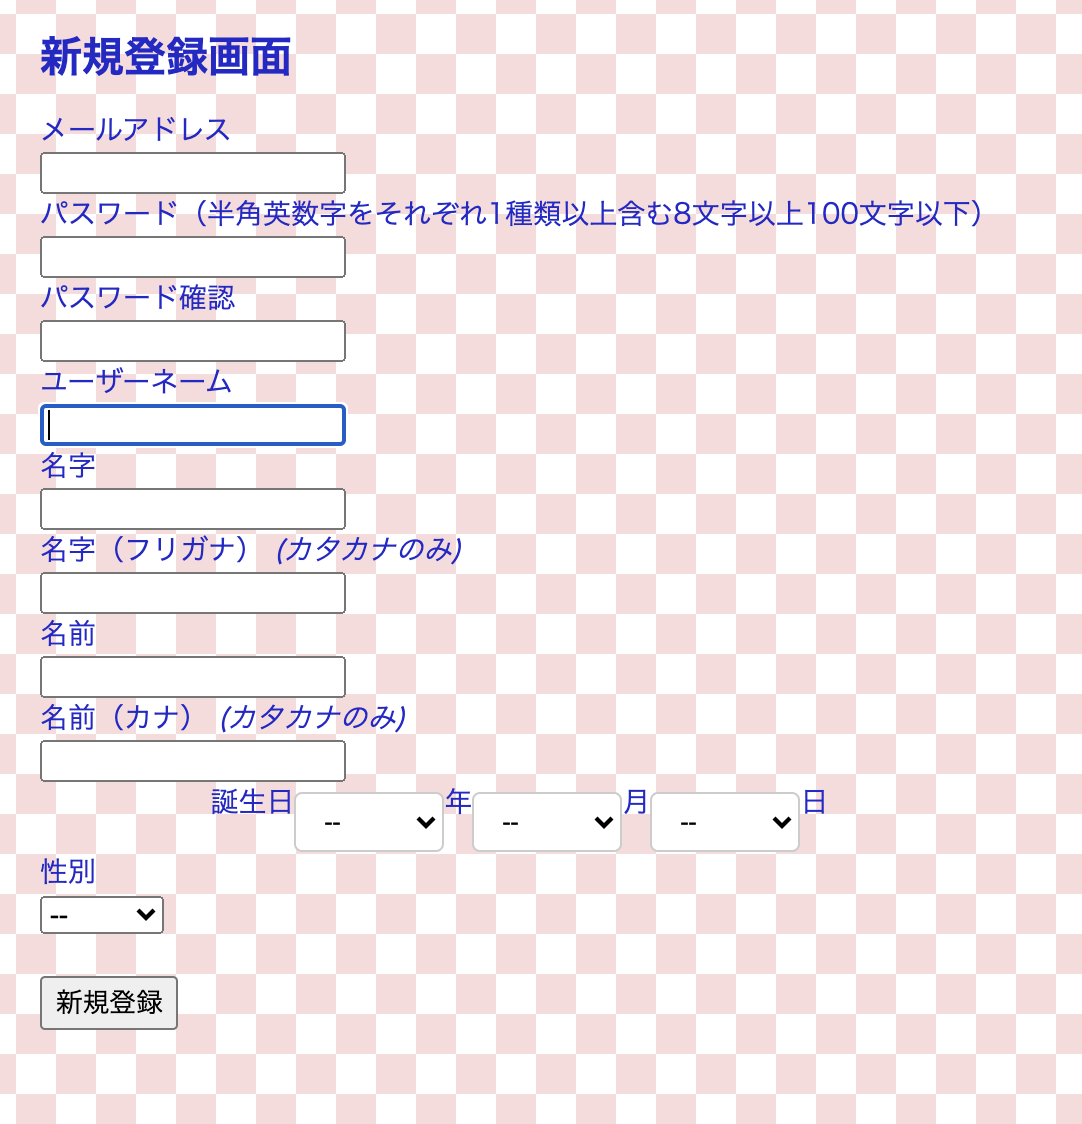 新規登録画面
メールアドレス
パスワード（半角英数字をそれぞれ1種類以上含む8文字以上100文字以下）
パスワード確認
ユーザーネーム
名字
名字（フリガナ） (カタカナのみ)
名前
名前（カナ） (カタカナのみ)
誕生日 -- 年 -- 月 -- 日
性別
--
新規登録